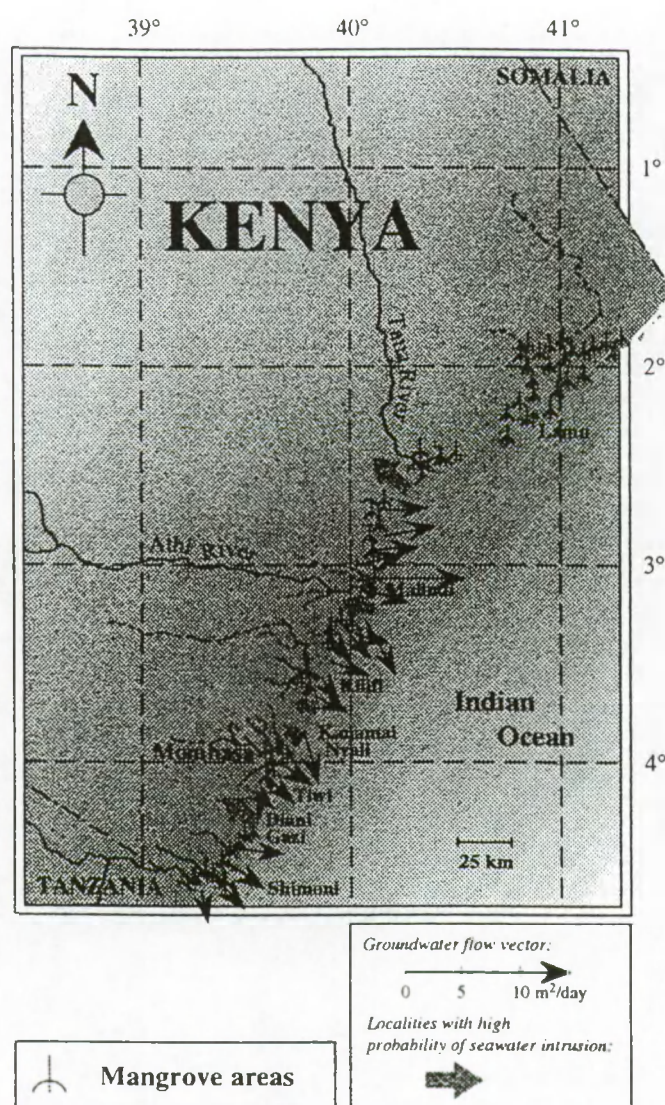 39° 40° 41°
SOMALIA
N
1°
KENYA
Tana River
2°
Lamu
Athi River
3°
Malindi
Kilifi
Indian
Ocean
Kanamai
Nyali
Mombasa
4°
Tiwi
Diani
Gazi
25 km
TANZANIA
Shimoni
Groundwater flow vector:
0 5 10 m²/day
Localities with high
probability of seawater intrusion:
Mangrove areas